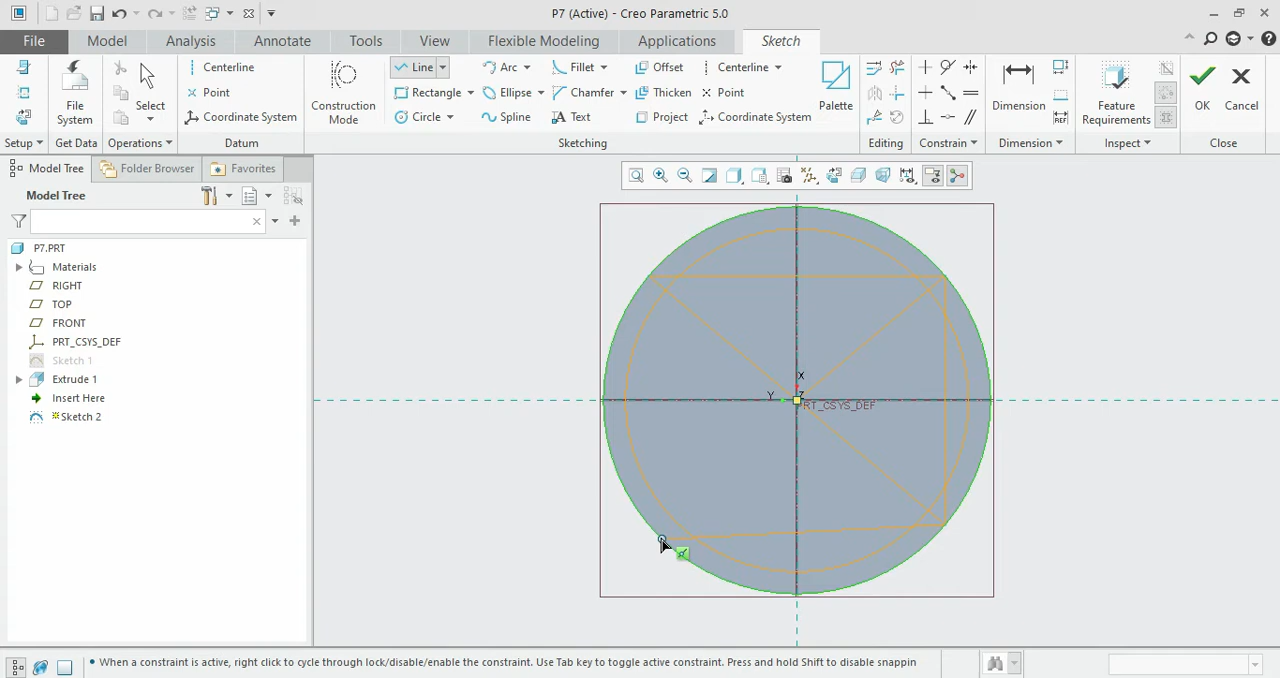 P7 (Active) - Creo Parametric 5.0
File Model Analysis Annotate Tools View Flexible Modeling Applications Sketch
Centerline Line Arc Fillet Offset Centerline
Point Rectangle Ellipse Chamfer Thicken Point
Coordinate System Circle Spline Text Project Coordinate System
File System
Select
Construction Mode
Palette
Dimension
Feature Requirements
OK
Cancel
Setup Get Data Operations Datum Sketching Editing Constrain Dimension Inspect Close
Model Tree Folder Browser Favorites
Model Tree
P7.PRT
Materials
RIGHT
TOP
FRONT
PRT_CSYS_DEF
Sketch 1
Extrude 1
Insert Here
Sketch 2
X
Y
Z
PRT_CSYS_DEF
REF
• When a constraint is active, right click to cycle through lock/disable/enable the constraint. Use Tab key to toggle active constraint. Press and hold Shift to disable snappin